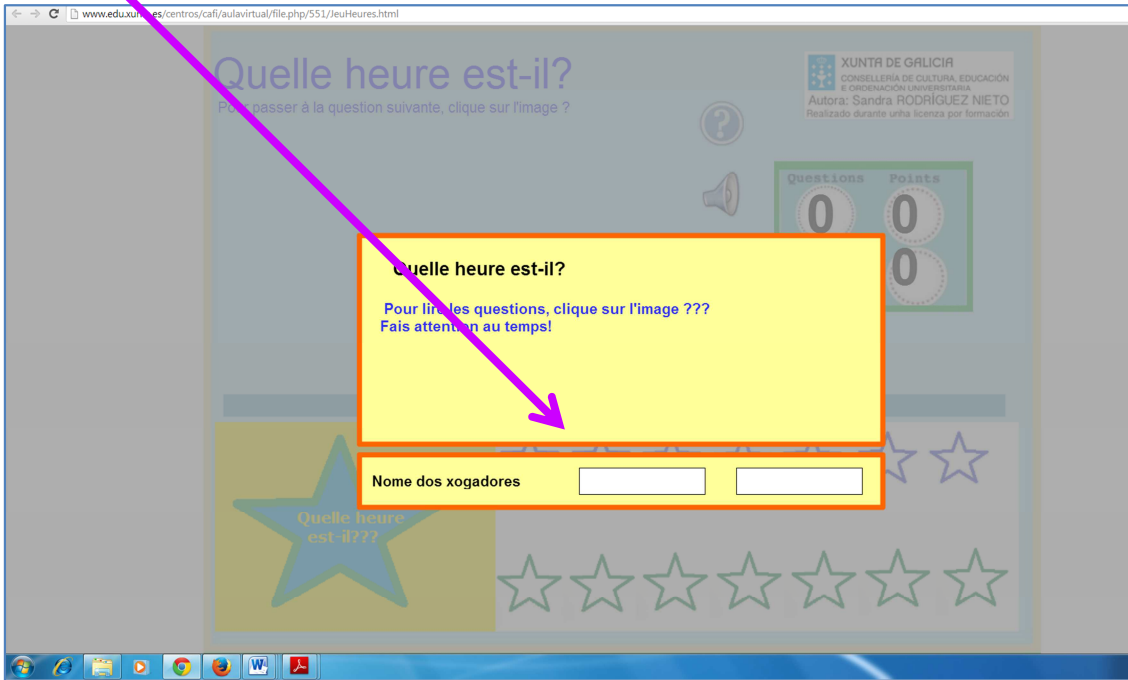 www.edu.xunta.es/centros/cafi/aulavirtual/file.php/551/JeuHeures.html
Quelle heure est-il?
Pour passer à la question suivante, clique sur l'image ?
XUNTA DE GALICIA
CONSELLERÍA DE CULTURA, EDUCACIÓN
E ORDENACIÓN UNIVERSITARIA
Autora: Sandra RODRÍGUEZ NIETO
Realizado durante unha licenza por formación
?
Questions Points
0 0
0
Quelle heure est-il?
Pour lire les questions, clique sur l'image ???
Fais attention au temps!
Nome dos xogadores
Quelle heure
est-il???